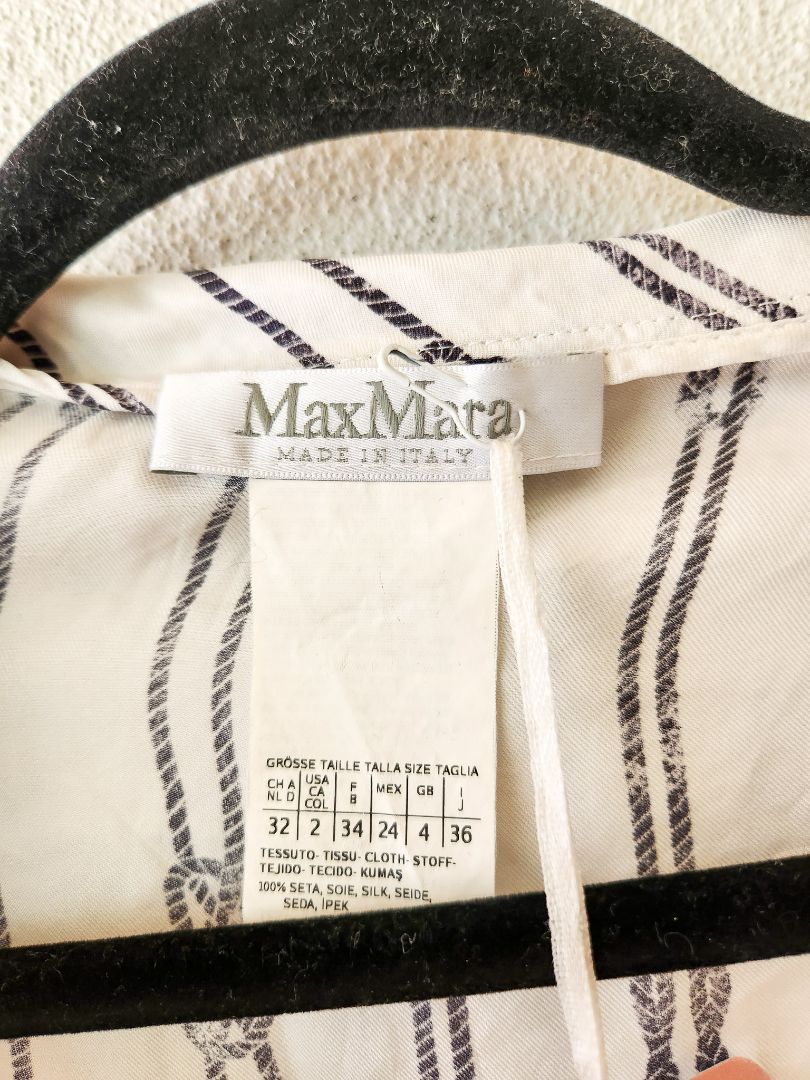 MaxMara
MADE IN ITALY
GRÖSSE TAILLE TALLA SIZE TAGLIA
CH A NL D USA CA COL F B MEX GB I J
32 2 34 24 4 36
TESSUTO- TISSU- CLOTH- STOFF-
TEJIDO- TECIDO- KUMAŞ
100% SETA, SOIE, SILK, SEIDE,
SEDA, İPEK